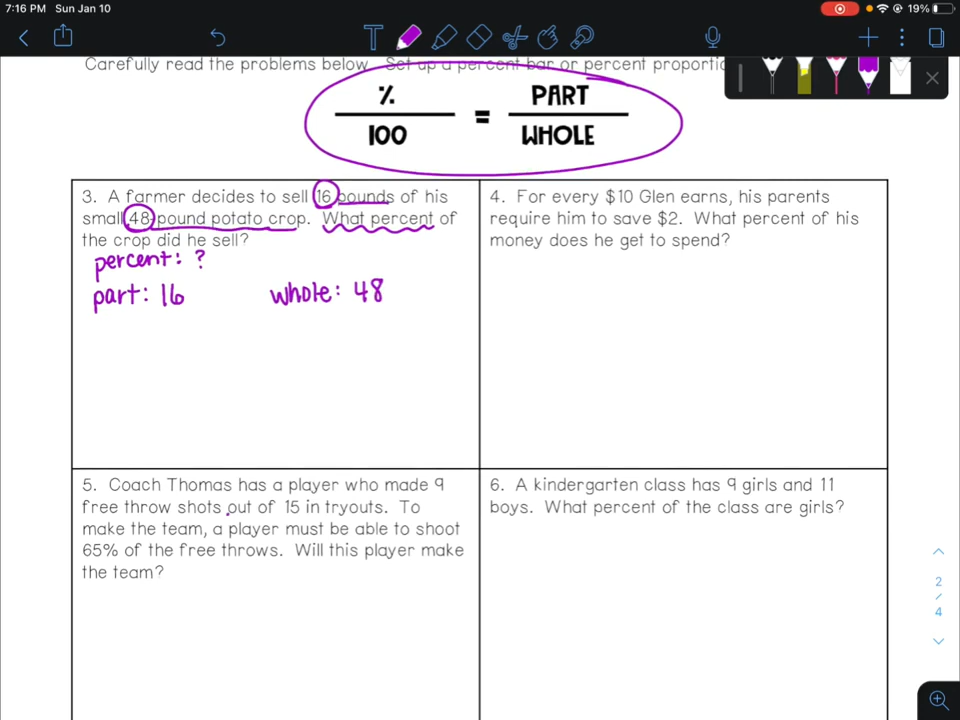 7:16 PM Sun Jan 10
19%
Carefully read the problems below. Set up a percent bar or percent
% PART
=
100 WHOLE
3. A farmer decides to sell 16 pounds of his
small 48-pound potato crop. What percent of
the crop did he sell?
percent: ?
part: 16 whole: 48
4. For every $10 Glen earns, his parents
require him to save $2. What percent of his
money does he get to spend?
5. Coach Thomas has a player who made 9
free throw shots out of 15 in tryouts. To
make the team, a player must be able to shoot
65% of the free throws. Will this player make
the team?
6. A kindergarten class has 9 girls and 11
boys. What percent of the class are girls?
2
/
4